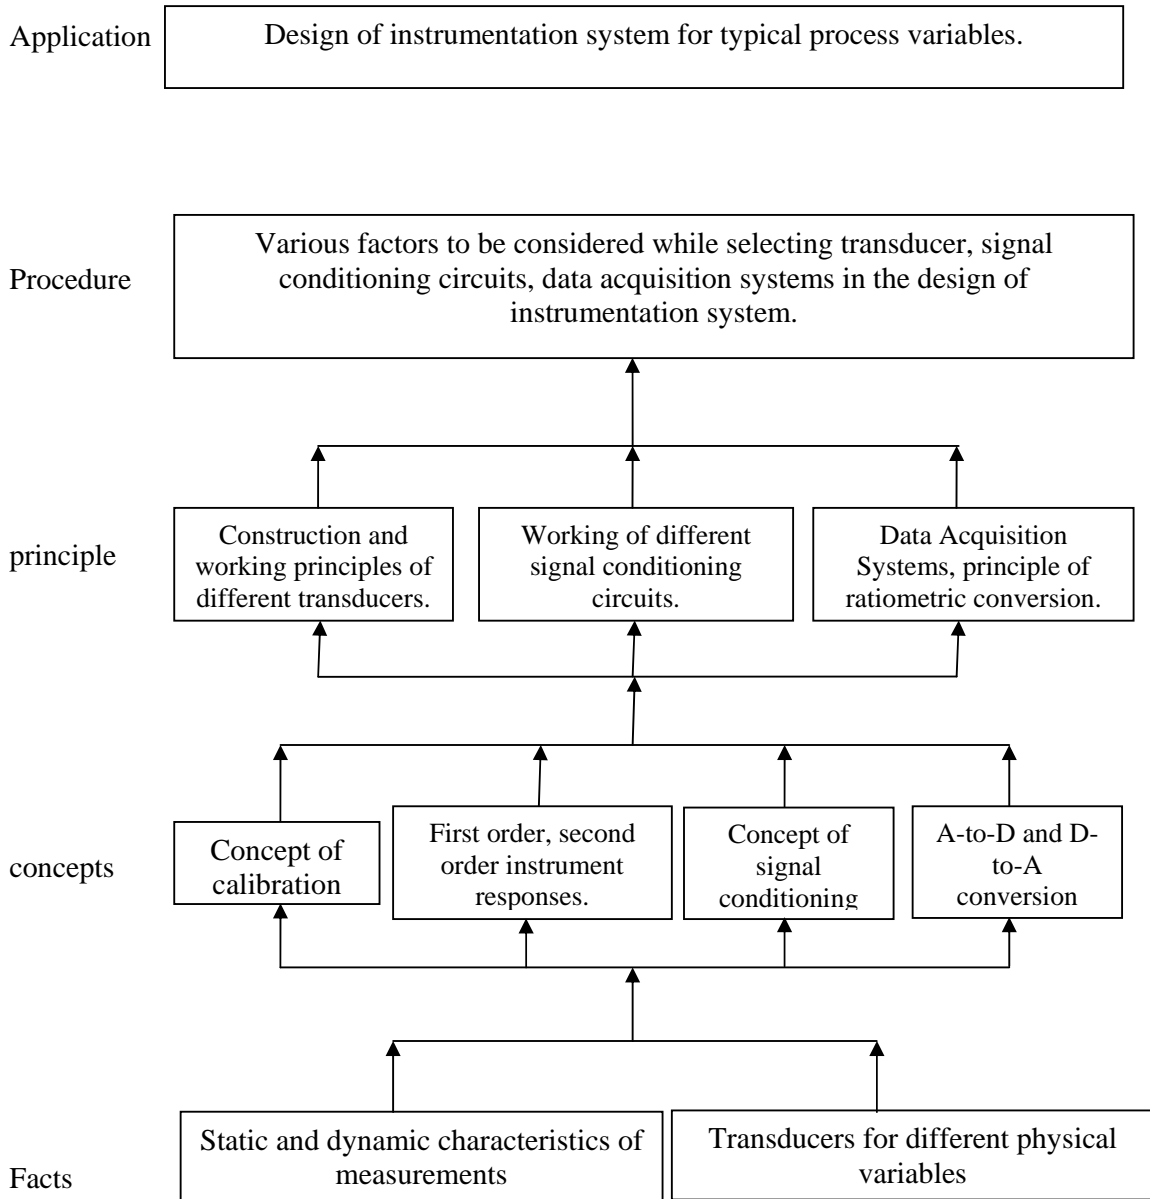 Application
Design of instrumentation system for typical process variables.
Procedure
Various factors to be considered while selecting transducer, signal
conditioning circuits, data acquisition systems in the design of
instrumentation system.
principle
Construction and
working principles of
different transducers.
Working of different
signal conditioning
circuits.
Data Acquisition
Systems, principle of
ratiometric conversion.
concepts
Concept of
calibration
First order, second
order instrument
responses.
Concept of
signal
conditioning
A-to-D and D-
to-A
conversion
Facts
Static and dynamic characteristics of
measurements
Transducers for different physical
variables